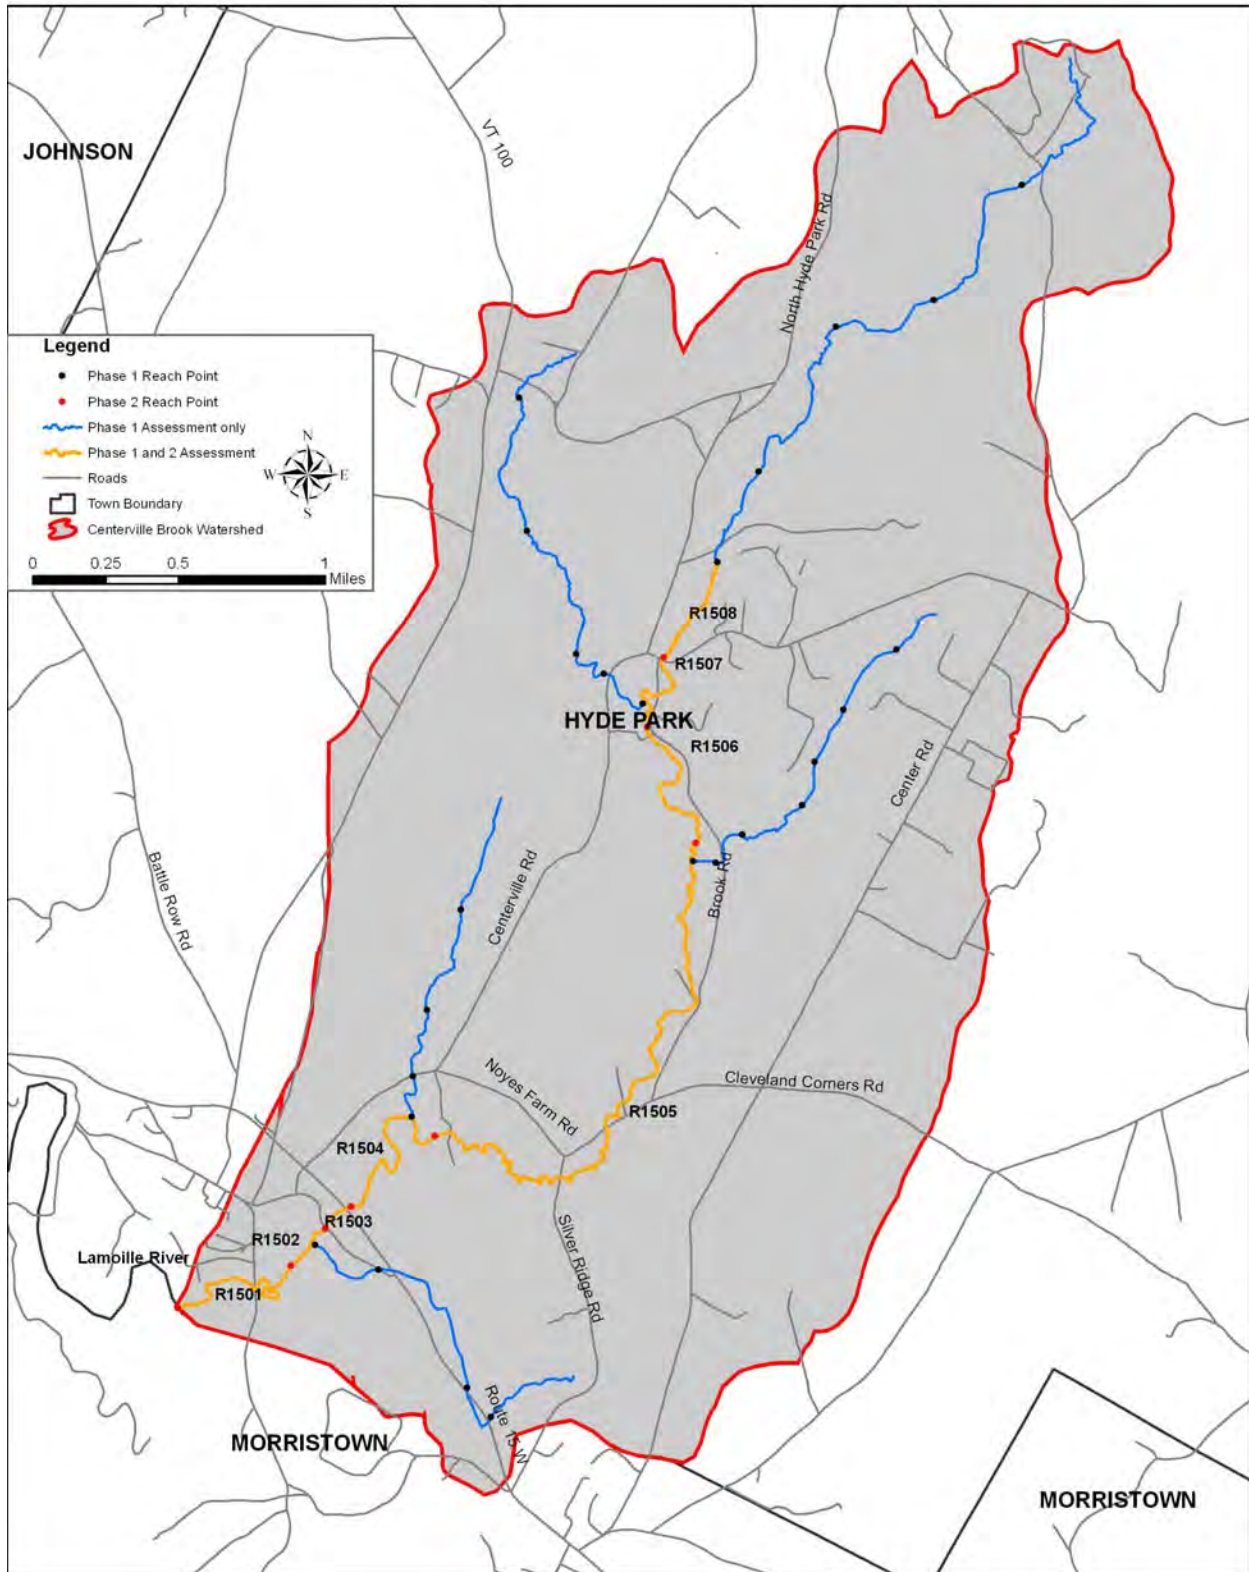 JOHNSON
VT 100
North Hyde Park Rd
Legend
Phase 1 Reach Point
Phase 2 Reach Point
Phase 1 Assessment only
Phase 1 and 2 Assessment
Roads
Town Boundary
Centerville Brook Watershed
N
W
E
S
0
0.25
0.5
1
Miles
R1508
R1507
HYDE PARK
R1506
Center Rd
Battle Row Rd
Centerville Rd
Brook Rd
Noyes Farm Rd
Cleveland Corners Rd
R1505
R1504
R1503
R1502
Lamoille River
R1501
Silver Ridge Rd
Route 15 W
MORRISTOWN
MORRISTOWN